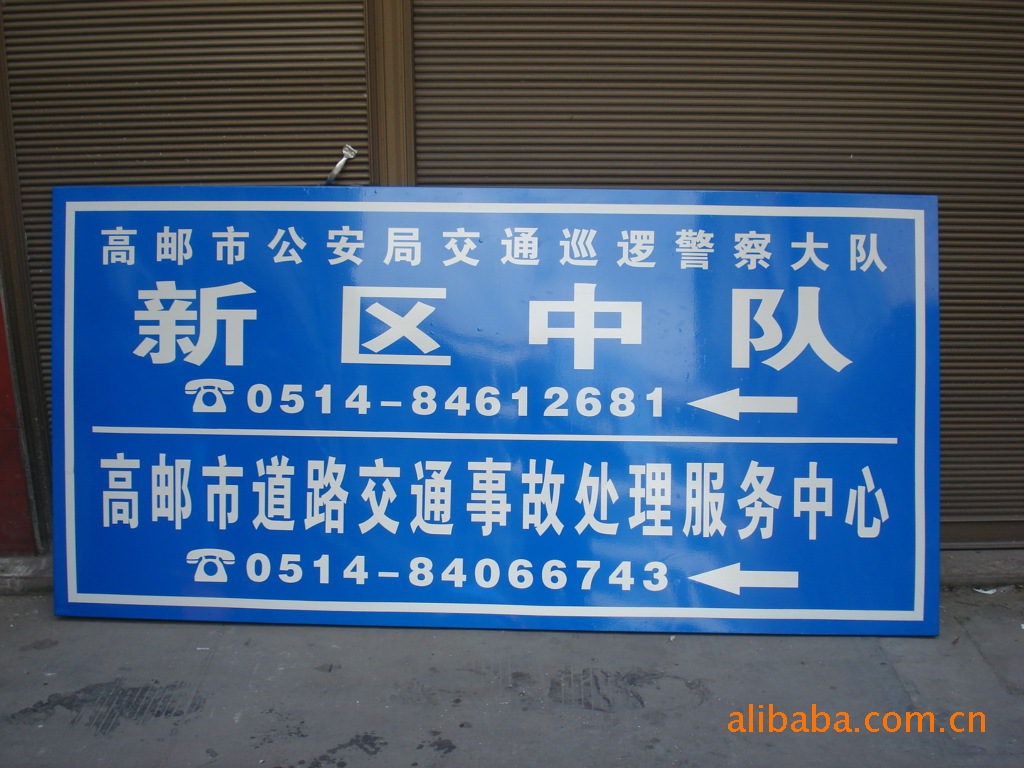 高邮市公安局交通巡逻警察大队
新区中队
☎0514-84612681 ←
高邮市道路交通事故处理服务中心
☎0514-84066743 ←
alibaba.com.cn